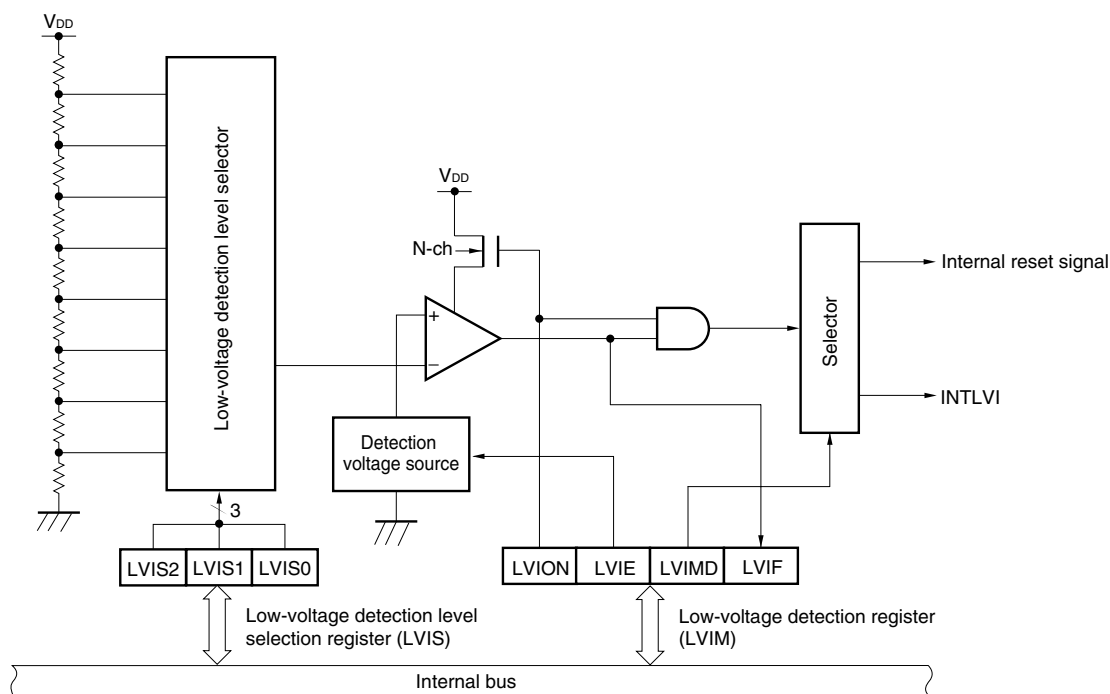 VDD
Low-voltage detection level selector
VDD
N-ch
+
−
Detection
voltage source
Selector
Internal reset signal
INTLVI
3
LVIS2 LVIS1 LVIS0
LVION LVIE LVIMD LVIF
Low-voltage detection level
selection register (LVIS)
Low-voltage detection register
(LVIM)
Internal bus